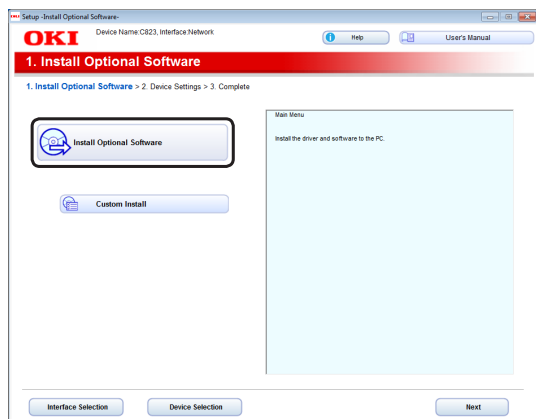 Setup -Install Optional Software-
OKI
Device Name:C823, Interface:Network
Help
User's Manual
1. Install Optional Software
1. Install Optional Software > 2. Device Settings > 3. Complete
Main Menu
Install Optional Software
Install the driver and software to the PC.
Custom Install
Interface Selection
Device Selection
Next